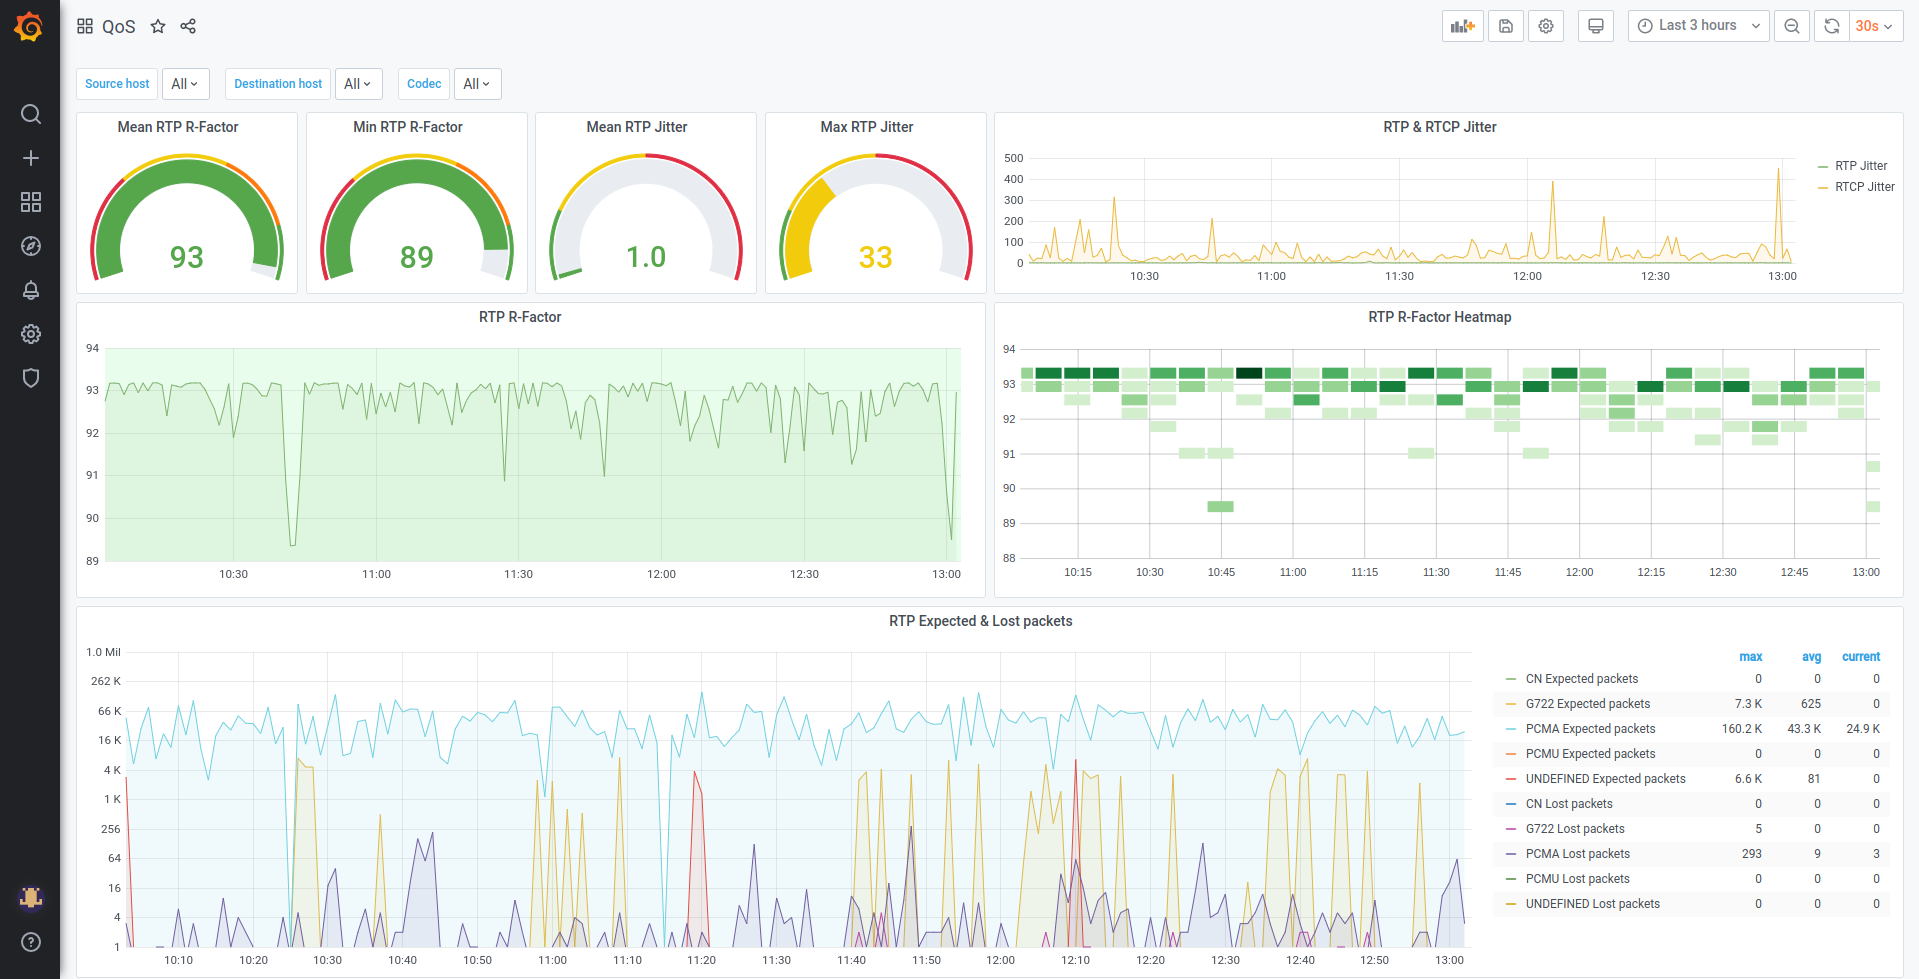 QoS
Last 3 hours
30s
Source host All Destination host All Codec All
Mean RTP R-Factor
93
Min RTP R-Factor
89
Mean RTP Jitter
1.0
Max RTP Jitter
33
RTP & RTCP Jitter
500
400
300
200
100
0
10:30 11:00 11:30 12:00 12:30 13:00
RTP Jitter
RTCP Jitter
RTP R-Factor
94
93
92
91
90
89
10:30 11:00 11:30 12:00 12:30 13:00
RTP R-Factor Heatmap
94
93
92
91
90
89
88
10:15 10:30 10:45 11:00 11:15 11:30 11:45 12:00 12:15 12:30 12:45 13:00
RTP Expected & Lost packets
1.0 Mil
262 K
66 K
16 K
4 K
1 K
256
64
16
4
1
10:10 10:20 10:30 10:40 10:50 11:00 11:10 11:20 11:30 11:40 11:50 12:00 12:10 12:20 12:30 12:40 12:50 13:00
max avg current
CN Expected packets 0 0 0
G722 Expected packets 7.3 K 625 0
PCMA Expected packets 160.2 K 43.3 K 24.9 K
PCMU Expected packets 0 0 0
UNDEFINED Expected packets 6.6 K 81 0
CN Lost packets 0 0 0
G722 Lost packets 5 0 0
PCMA Lost packets 293 9 3
PCMU Lost packets 0 0 0
UNDEFINED Lost packets 0 0 0